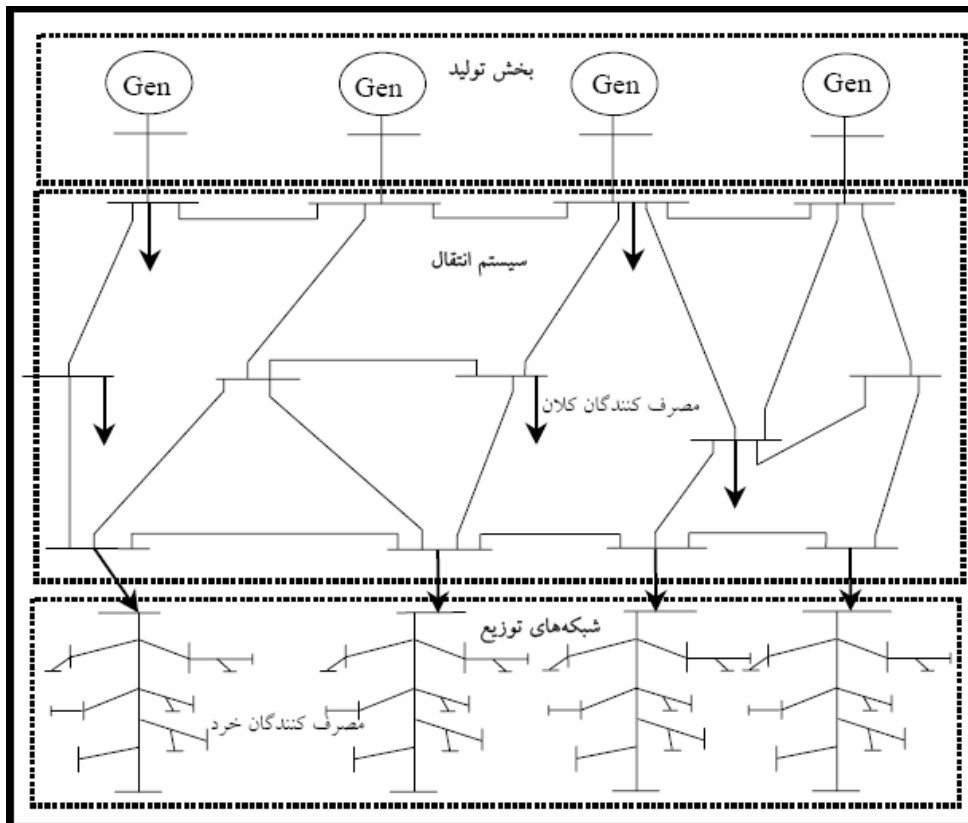 بخش تولید
Gen
Gen
Gen
Gen
سیستم انتقال
مصرف کنندگان کلان
شبکه‌های توزیع
مصرف کنندگان خرد